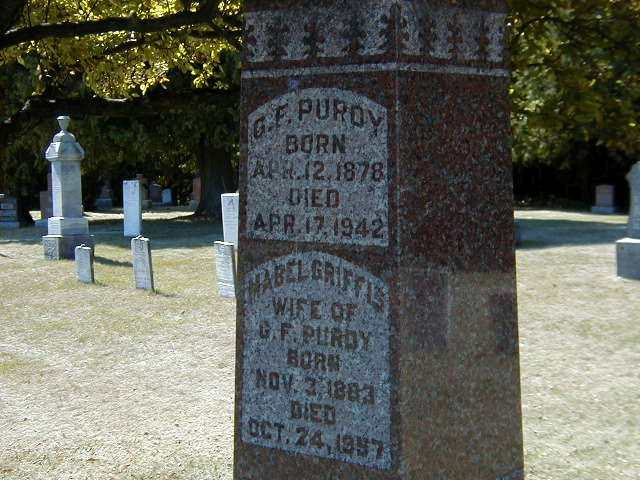 G. F. PURDY
BORN
APR. 12, 1878
DIED
APR. 17, 1942
MABEL GRIFFIS
WIFE OF
G. F. PURDY
BORN
NOV. 3, 1883
DIED
OCT. 24, 1957